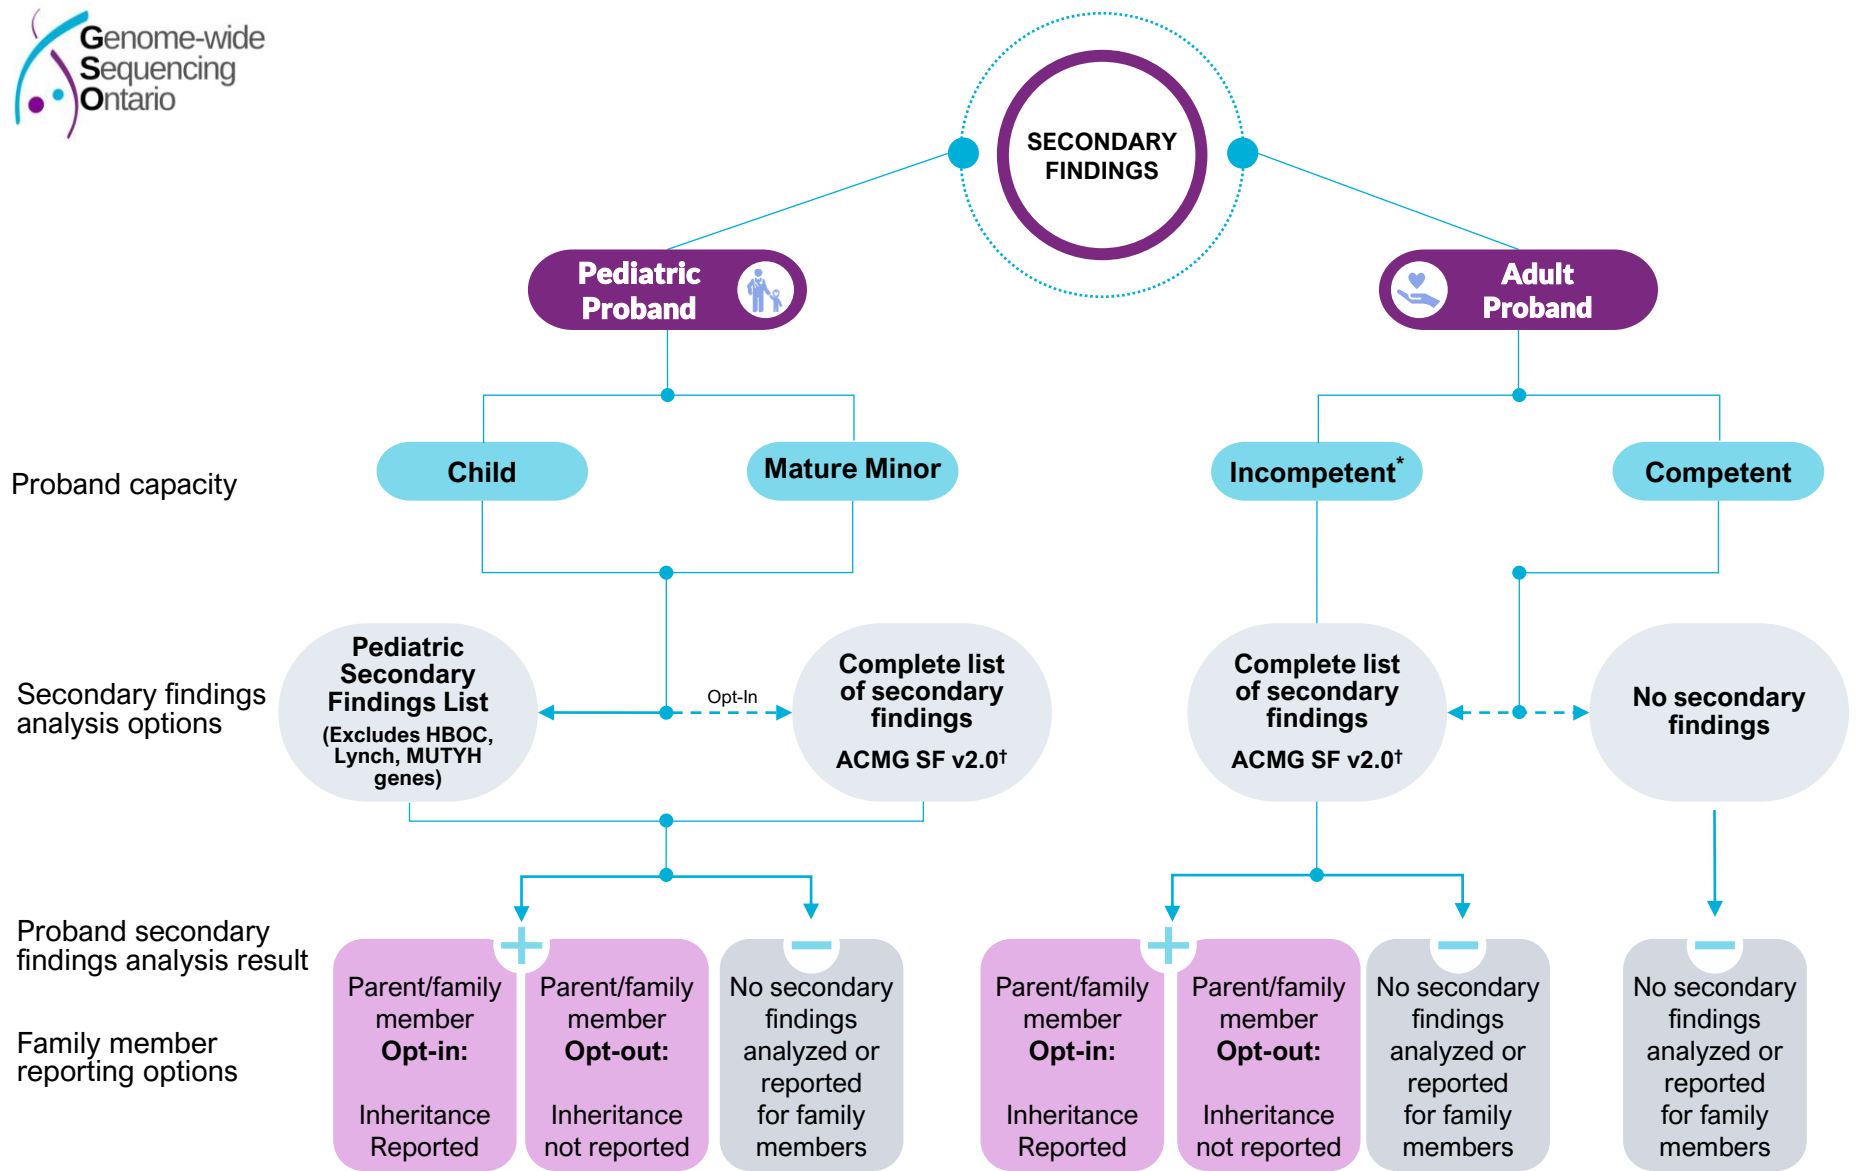 Genome-wide
Sequencing
Ontario
SECONDARY
FINDINGS
Pediatric
Proband
Adult
Proband
Proband capacity
Child
Mature Minor
Incompetent*
Competent
Secondary findings
analysis options
Pediatric
Secondary
Findings List
(Excludes HBOC,
Lynch, MUTYH
genes)
Opt-In
Complete list
of secondary
findings
ACMG SF v2.0†
Complete list
of secondary
findings
ACMG SF v2.0†
No secondary
findings
Proband secondary
findings analysis result
Family member
reporting options
+
Parent/family
member
Opt-in:
Inheritance
Reported
Parent/family
member
Opt-out:
Inheritance
not reported
−
No secondary
findings
analyzed or
reported
for family
members
+
Parent/family
member
Opt-in:
Inheritance
Reported
Parent/family
member
Opt-out:
Inheritance
not reported
−
No secondary
findings
analyzed or
reported
for family
members
−
No secondary
findings
analyzed or
reported
for family
members